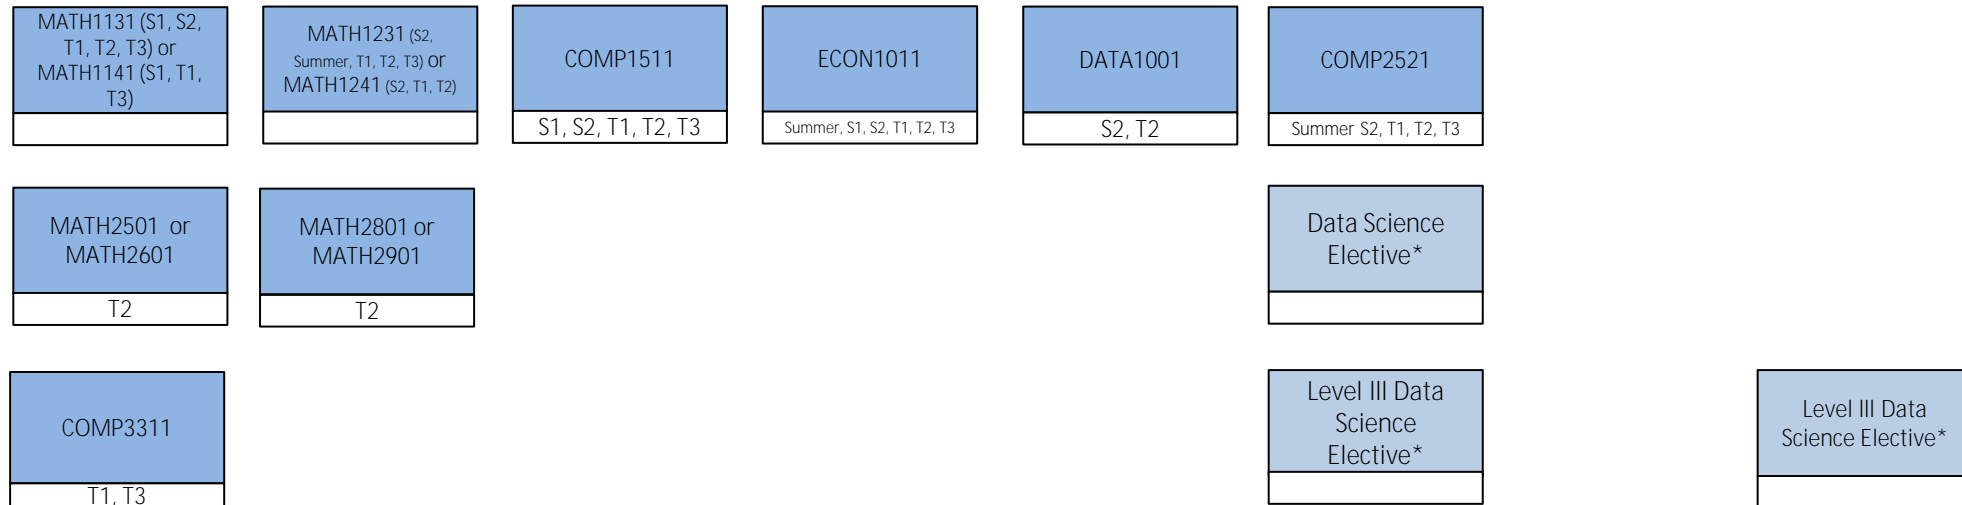 MATH1131 (S1, S2,
T1, T2, T3) or
MATH1141 (S1, T1,
T3)
MATH1231 (S2,
Summer, T1, T2, T3) or
MATH1241 (S2, T1, T2)
COMP1511
S1, S2, T1, T2, T3
ECON1011
Summer, S1, S2, T1, T2, T3
DATA1001
S2, T2
COMP2521
Summer S2, T1, T2, T3
MATH2501 or
MATH2601
T2
MATH2801 or
MATH2901
T2
Data Science
Elective*
COMP3311
T1, T3
Level III Data
Science
Elective*
Level III Data
Science Elective*